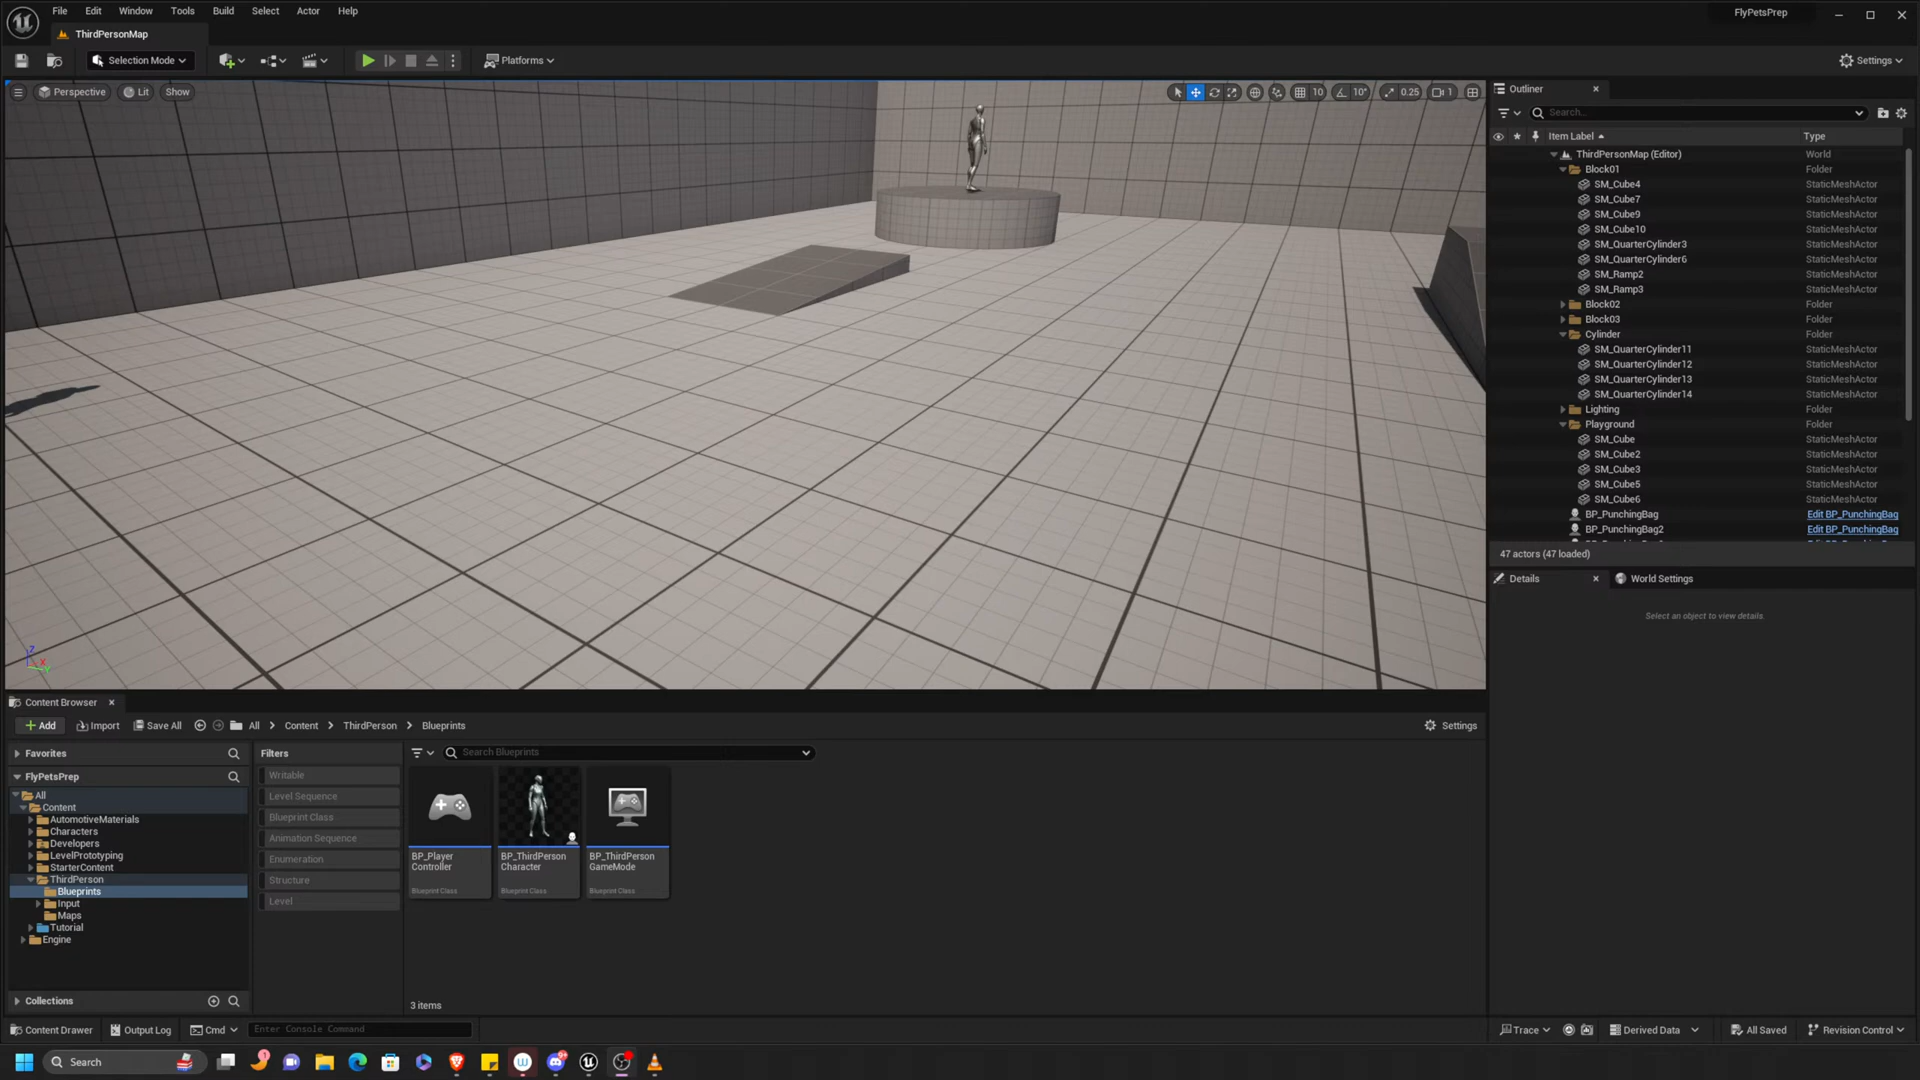 File Edit Window Tools Build Select Actor Help
FlyPetsPrep
ThirdPersonMap
Selection Mode
Platforms
Settings
Perspective Lit Show
10 10° 0.25 1
Outliner
Search...
Item Label Type
ThirdPersonMap (Editor) World
Block01 Folder
SM_Cube4 StaticMeshActor
SM_Cube7 StaticMeshActor
SM_Cube9 StaticMeshActor
SM_Cube10 StaticMeshActor
SM_QuarterCylinder3 StaticMeshActor
SM_QuarterCylinder6 StaticMeshActor
SM_Ramp2 StaticMeshActor
SM_Ramp3 StaticMeshActor
Block02 Folder
Block03 Folder
Cylinder Folder
SM_QuarterCylinder11 StaticMeshActor
SM_QuarterCylinder12 StaticMeshActor
SM_QuarterCylinder13 StaticMeshActor
SM_QuarterCylinder14 StaticMeshActor
Lighting Folder
Playground Folder
SM_Cube StaticMeshActor
SM_Cube2 StaticMeshActor
SM_Cube3 StaticMeshActor
SM_Cube5 StaticMeshActor
SM_Cube6 StaticMeshActor
BP_PunchingBag Edit BP_PunchingBag
BP_PunchingBag2 Edit BP_PunchingBag
47 actors (47 loaded)
Details World Settings
Select an object to view details
Z X Y
Content Browser
Add Import Save All All Content ThirdPerson Blueprints Settings
Favorites
FlyPetsPrep
All
Content
AutomotiveMaterials
Characters
Developers
LevelPrototyping
StarterContent
ThirdPerson
Blueprints
Input
Maps
Tutorial
Engine
Collections
Filters
Writable
Level Sequence
Blueprint Class
Animation Sequence
Enumeration
Structure
Level
Search Blueprints
BP_Player Controller
Blueprint Class
BP_ThirdPerson Character
Blueprint Class
BP_ThirdPerson GameMode
Blueprint Class
3 items
Content Drawer Output Log Cmd Enter Console Command
Trace Derived Data All Saved Revision Control
Search